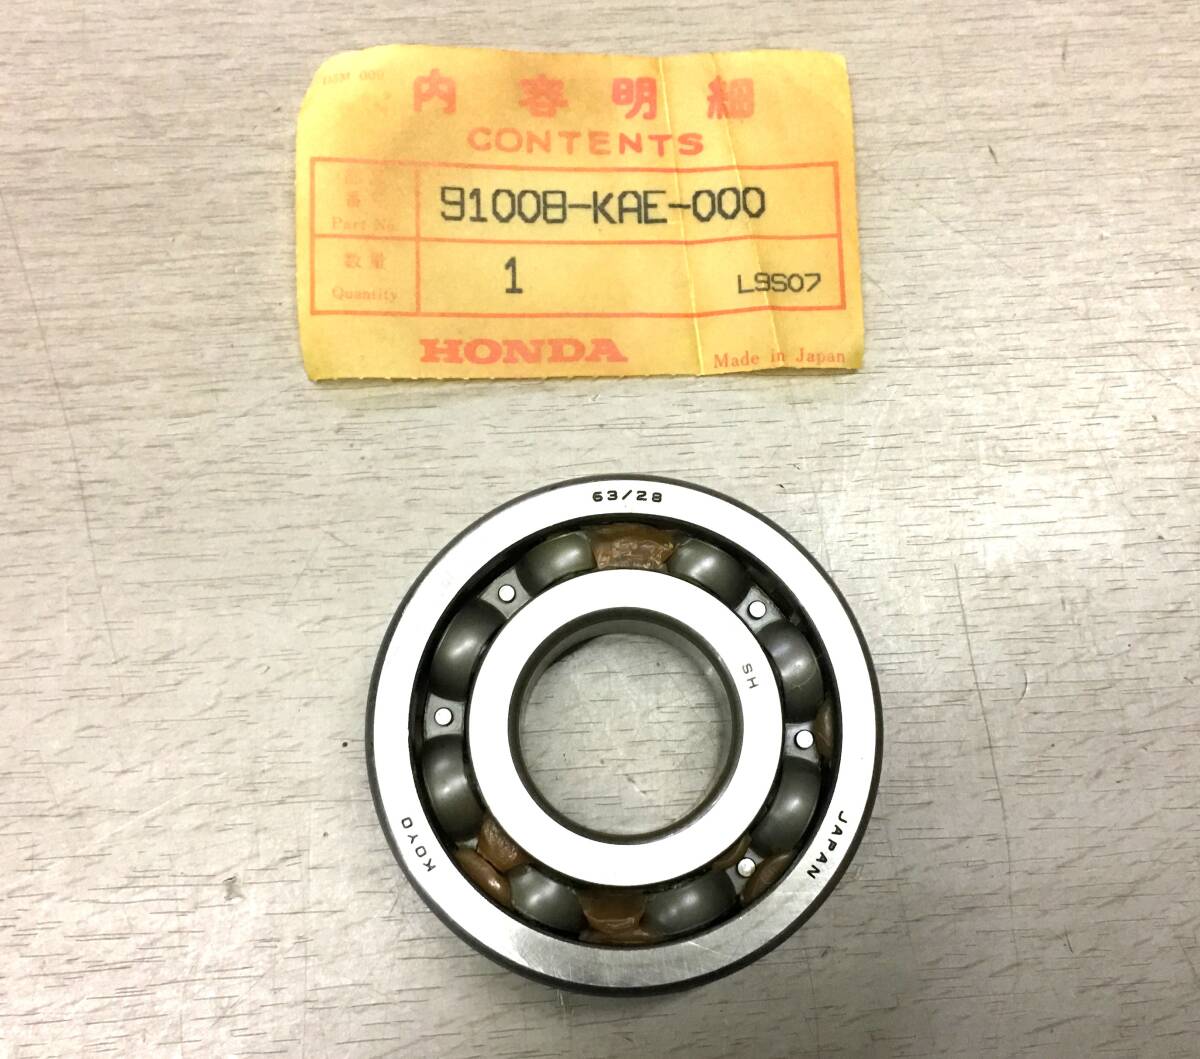 内容明細
CONTENTS
番
Part No.
91008-KAE-000
数量
Quantity
1
L9S07
HONDA
Made in Japan
63/28
SH
KOYO
JAPAN